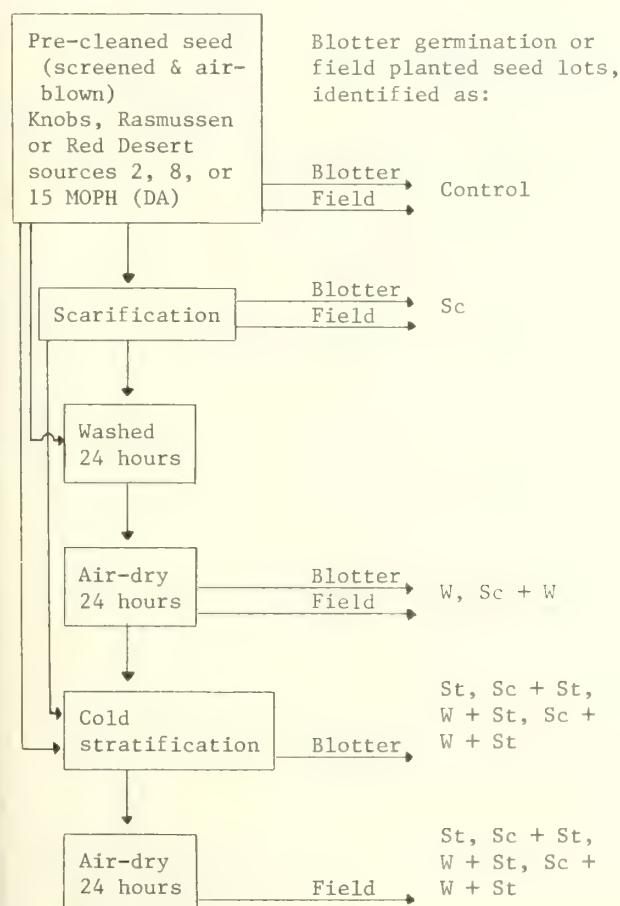 Pre-cleaned seed
(screened & air-
blown)
Knobs, Rasmussen
or Red Desert
sources 2, 8, or
15 MOPH (DA)
Blotter germination or
field planted seed lots,
identified as:
Blotter
Field
Control
Scarification
Blotter
Field
Sc
Washed
24 hours
Air-dry
24 hours
Blotter
Field
W, Sc + W
Cold
stratification
Blotter
St, Sc + St,
W + St, Sc +
W + St
Air-dry
24 hours
Field
St, Sc + St,
W + St, Sc +
W + St